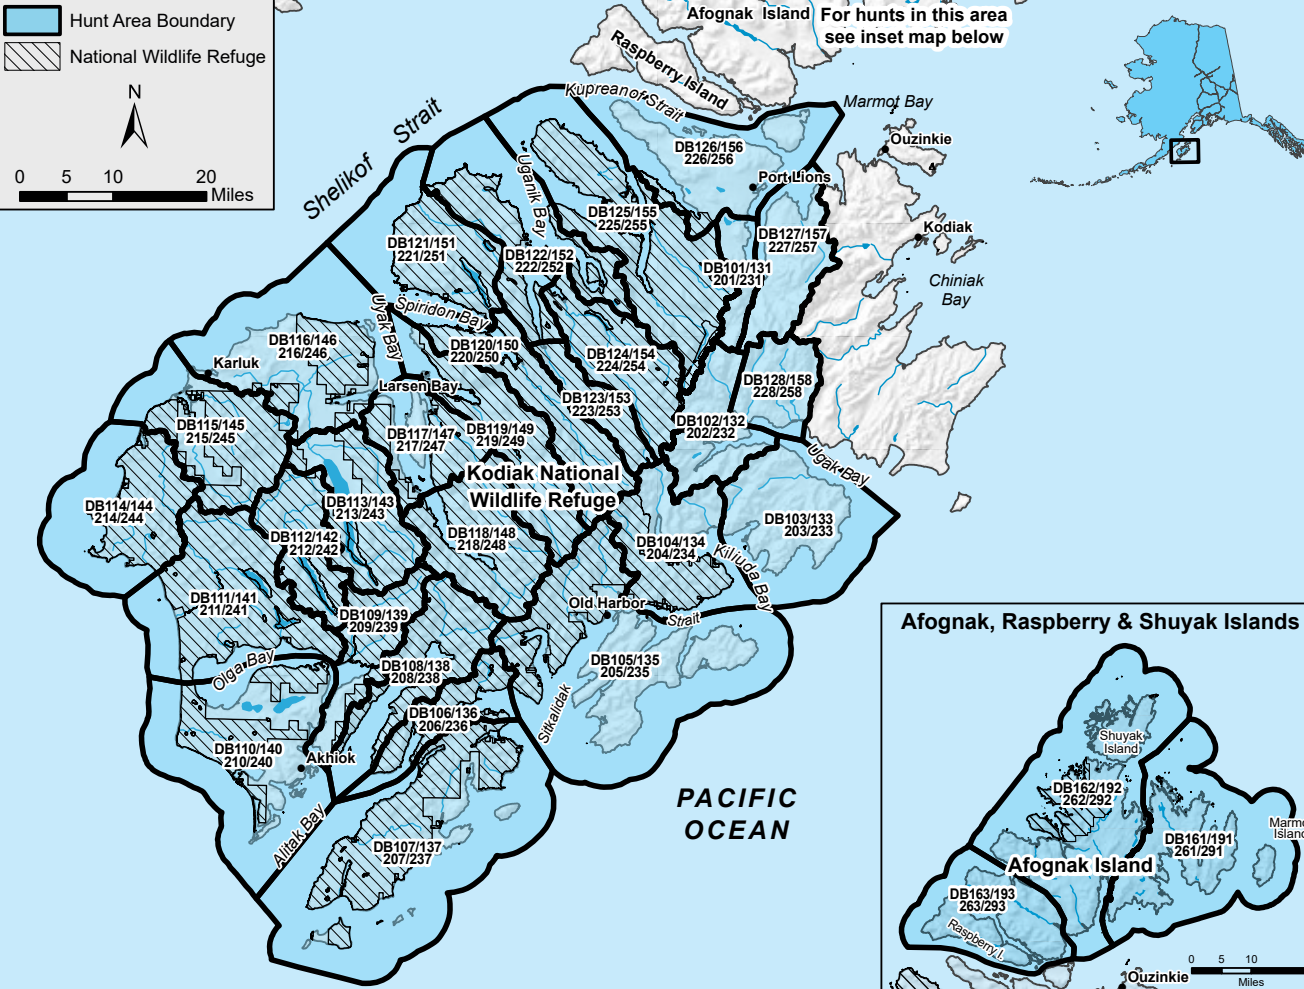 Hunt Area Boundary
National Wildlife Refuge
N
0 5 10 20
Miles
Afognak Island
For hunts in this area
see inset map below
Raspberry Island
Kupreanof Strait
Marmot Bay
Ouzinkie
Shelikof Strait
DB126/156
226/256
Port Lions
Uganik Bay
DB125/155
225/255
DB127/157
227/257
Kodiak
DB121/151
221/251
DB122/152
222/252
DB101/131
201/231
Chiniak
Bay
Uyak Bay
Spiridon Bay
DB116/146
216/246
DB120/150
220/250
DB124/154
224/254
Karluk
Larsen Bay
DB128/158
228/258
DB123/153
223/253
DB115/145
215/245
DB117/147
217/247
DB119/149
219/249
DB102/132
202/232
Ugak Bay
Kodiak National
Wildlife Refuge
DB114/144
214/244
DB113/143
213/243
DB103/133
203/233
DB112/142
212/242
DB118/148
218/248
DB104/134
204/234
Kiliuda Bay
DB111/141
211/241
DB109/139
209/239
Old Harbor
Strait
Olga Bay
DB108/138
208/238
DB105/135
205/235
Sitkalidak
DB106/136
206/236
DB110/140
210/240
Akhiok
Alitak Bay
DB107/137
207/237
PACIFIC
OCEAN
Afognak, Raspberry & Shuyak Islands
Shuyak
Island
DB162/192
262/292
DB161/191
261/291
Marmo
Island
Afognak Island
DB163/193
263/293
Raspberry I.
0 5 10
Miles
Ouzinkie